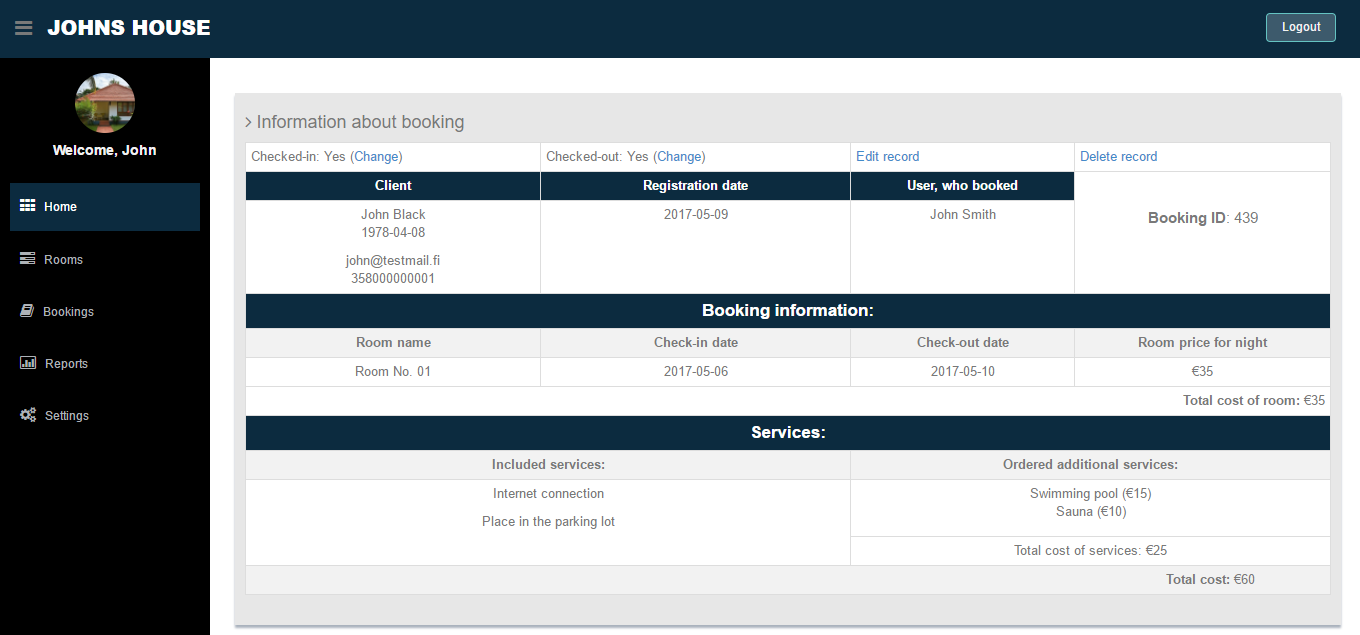 JOHNS HOUSE
Logout
Welcome, John
Home
Rooms
Bookings
Reports
Settings
Information about booking
Checked-in: Yes (Change) Checked-out: Yes (Change) Edit record Delete record
Client Registration date User, who booked
John Black 2017-05-09 John Smith Booking ID: 439
1978-04-08
john@testmail.fi
358000000001
Booking information:
Room name Check-in date Check-out date Room price for night
Room No. 01 2017-05-06 2017-05-10 €35
Total cost of room: €35
Services:
Included services: Ordered additional services:
Internet connection Swimming pool (€15)
Sauna (€10)
Place in the parking lot
Total cost of services: €25
Total cost: €60